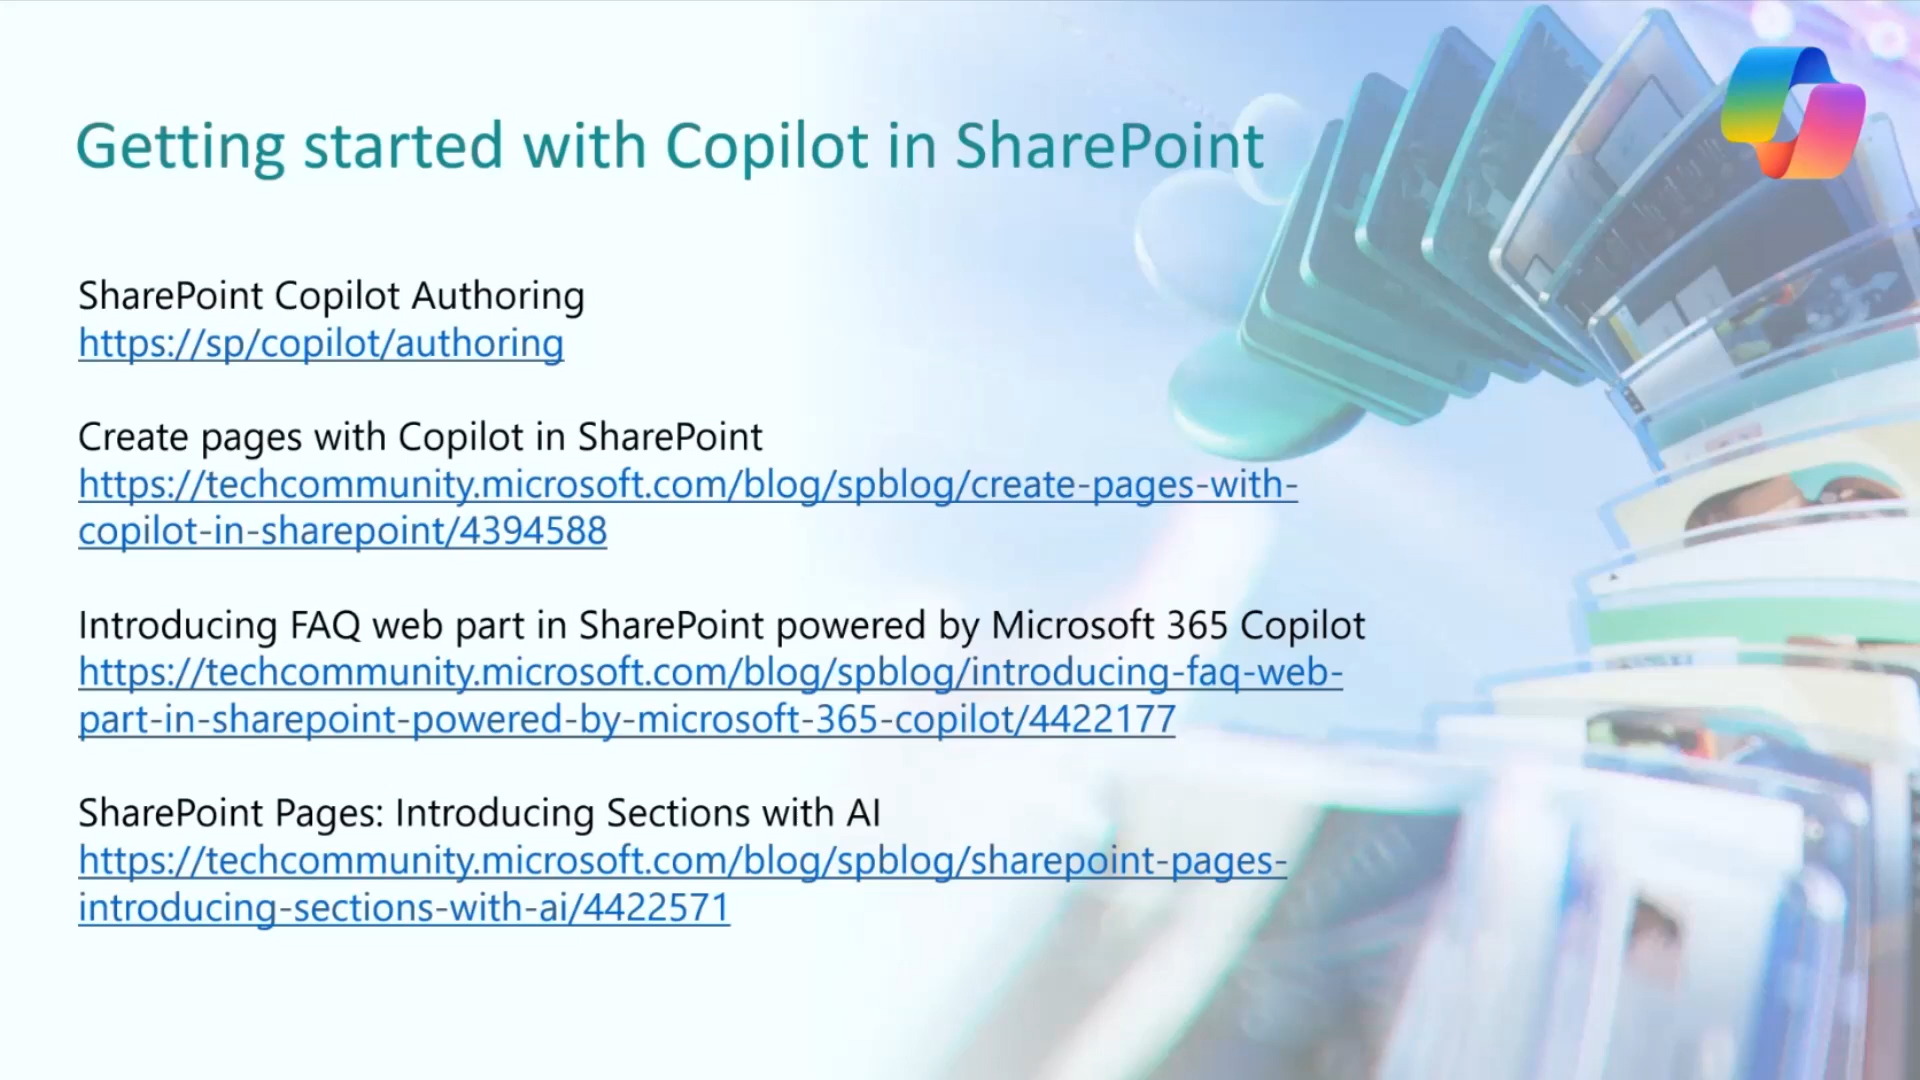 Getting started with Copilot in SharePoint
SharePoint Copilot Authoring
https://sp/copilot/authoring
Create pages with Copilot in SharePoint
https://techcommunity.microsoft.com/blog/spblog/create-pages-with-
copilot-in-sharepoint/4394588
Introducing FAQ web part in SharePoint powered by Microsoft 365 Copilot
https://techcommunity.microsoft.com/blog/spblog/introducing-faq-web-
part-in-sharepoint-powered-by-microsoft-365-copilot/4422177
SharePoint Pages: Introducing Sections with AI
https://techcommunity.microsoft.com/blog/spblog/sharepoint-pages-
introducing-sections-with-ai/4422571